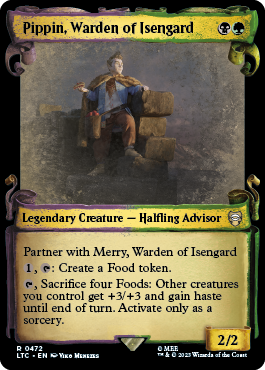 Pippin, Warden of Isengard
Legendary Creature — Halfling Advisor
Partner with Merry, Warden of Isengard
1, T: Create a Food token.
T, Sacrifice four Foods: Other creatures
you control get +3/+3 and gain haste
until end of turn. Activate only as a
sorcery.
2/2
R 0472
LTC • EN Viko Menezes
© MEE
™ & © 2023 Wizards of the Coast